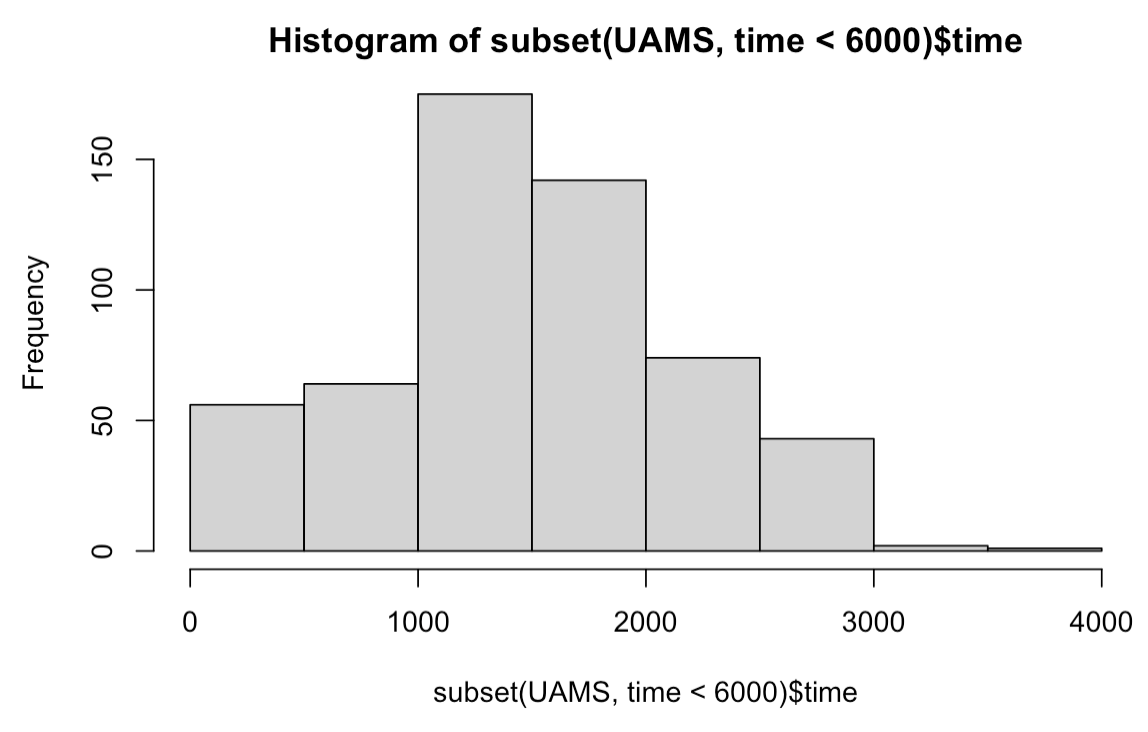 Histogram of subset(UAMS, time < 6000)$time
Frequency
150
100
50
0
0 1000 2000 3000 4000
subset(UAMS, time < 6000)$time